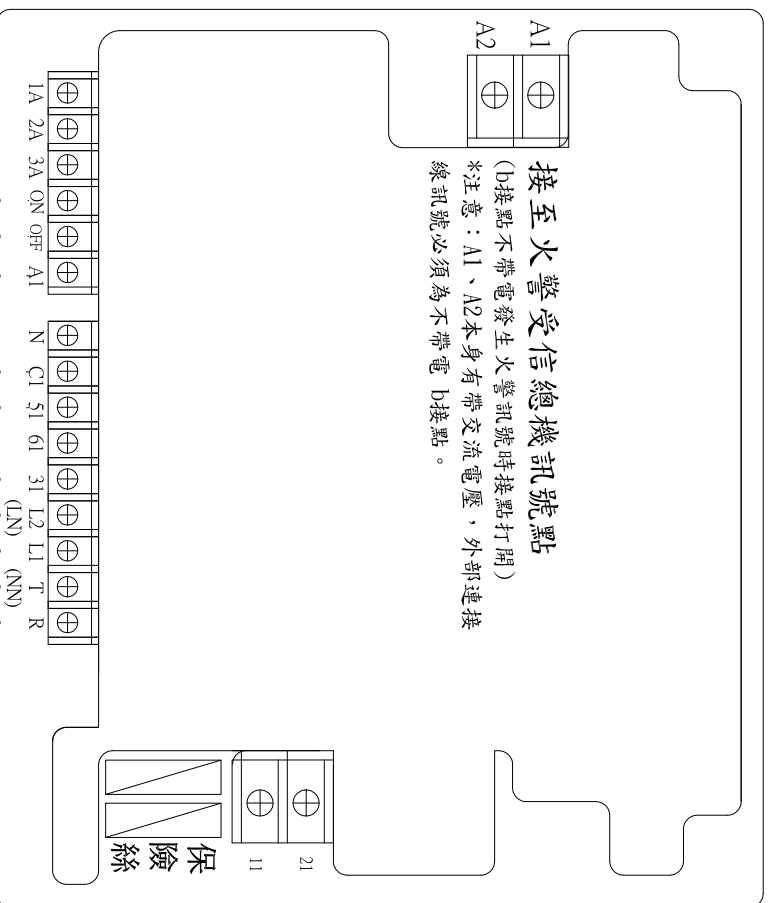 A1
A2
接至火警受信總機訊號點
(b接點不帶電發生火警訊號時接點打開)
*注意：A1、A2本身有帶交流電壓，外部連接
線訊號必須為不帶電 b接點。
21
11
保
險
絲
1A 2A 3A ON OFF A1 N C1 51 61 31 L2 L1 T R
(LN) (NN)